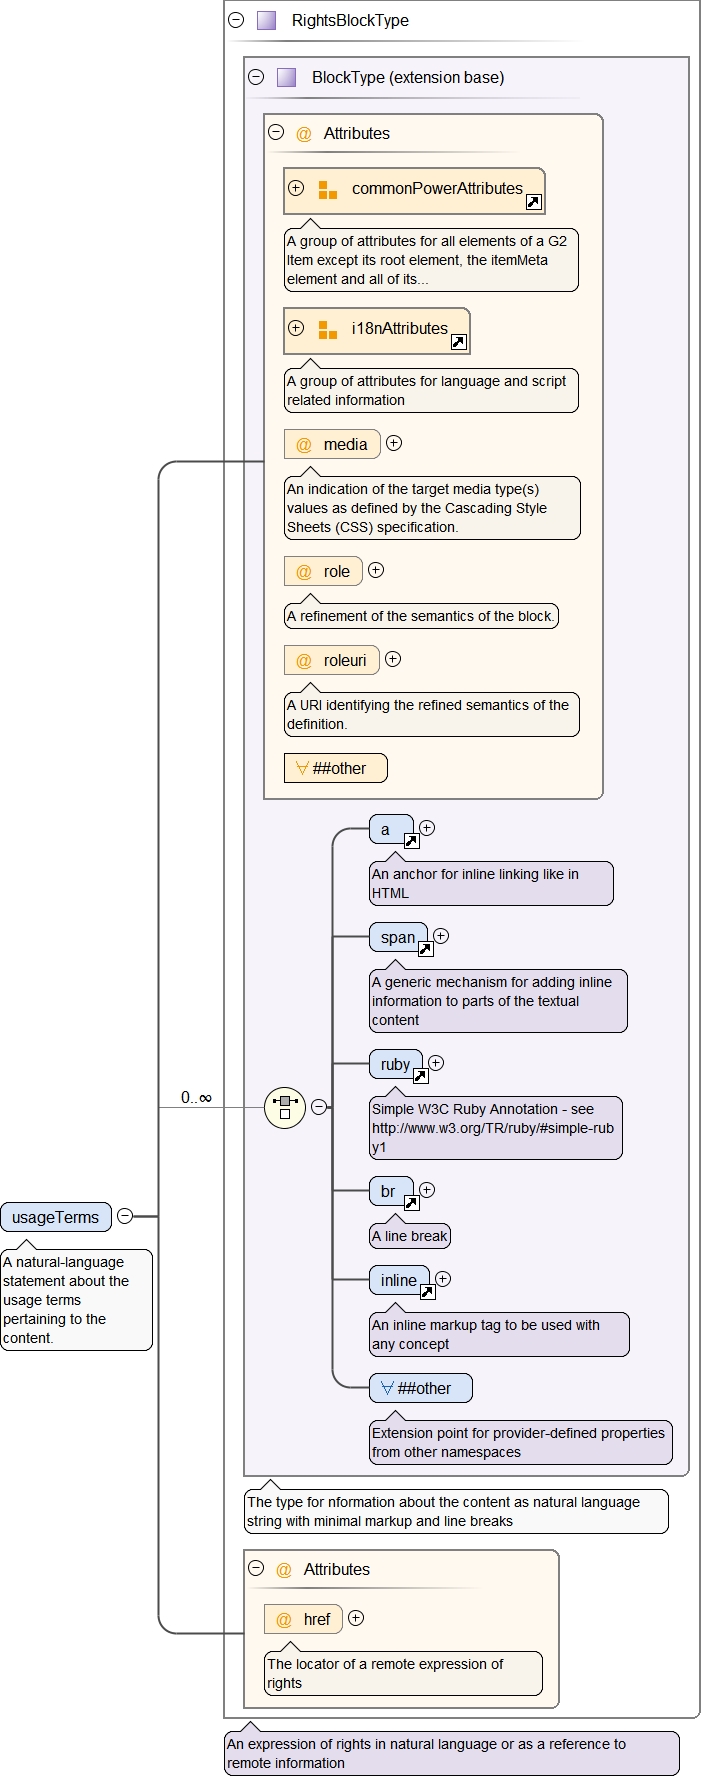 RightsBlockType
BlockType (extension base)
@ Attributes
commonPowerAttributes
A group of attributes for all elements of a G2
Item except its root element, the itemMeta
element and all of its...
i18nAttributes
A group of attributes for language and script
related information
@ media
An indication of the target media type(s)
values as defined by the Cascading Style
Sheets (CSS) specification.
@ role
A refinement of the semantics of the block.
@ roleuri
A URI identifying the refined semantics of the
definition.
##other
a
An anchor for inline linking like in
HTML
span
A generic mechanism for adding inline
information to parts of the textual
content
ruby
0..∞
Simple W3C Ruby Annotation - see
http://www.w3.org/TR/ruby/#simple-rub
y1
br
A line break
usageTerms
A natural-language
statement about the
usage terms
pertaining to the
content.
inline
An inline markup tag to be used with
any concept
##other
Extension point for provider-defined properties
from other namespaces
The type for nformation about the content as natural language
string with minimal markup and line breaks
@ Attributes
@ href
The locator of a remote expression of
rights
An expression of rights in natural language or as a reference to
remote information